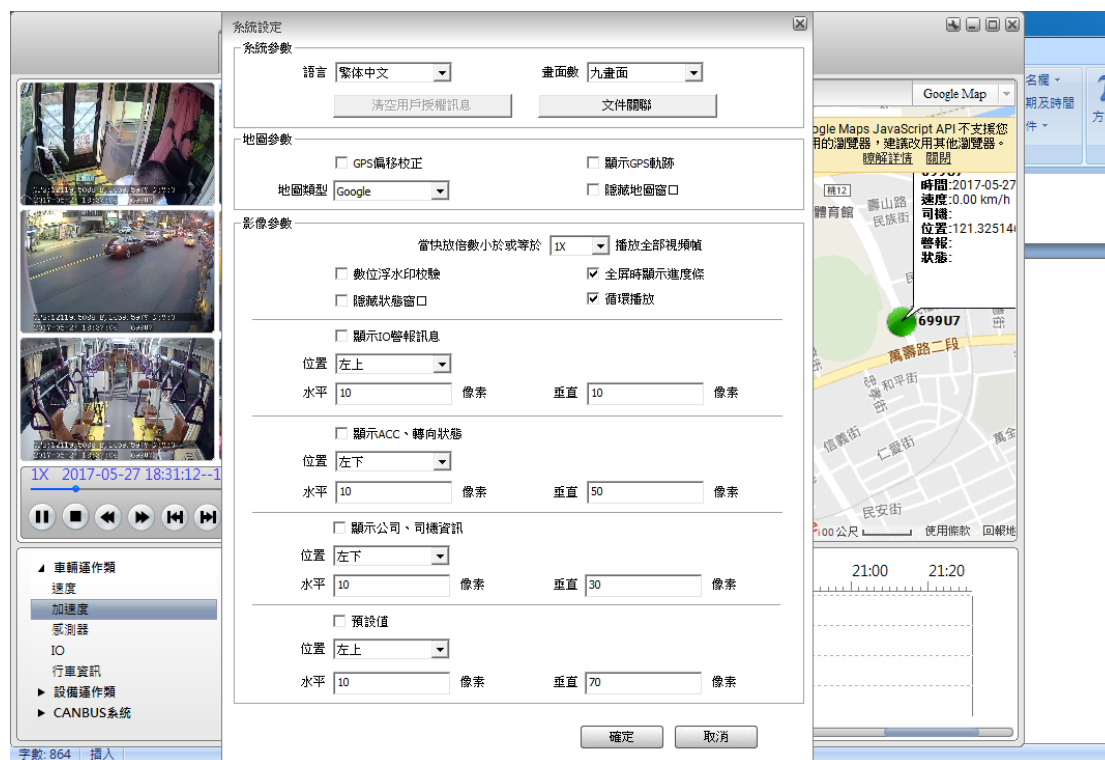 系統設定
系統參數
語言 繁体中文 畫面數 九畫面
清空用戶授權訊息 文件關聯
地圖參數
GPS偏移校正 顯示GPS軌跡
地圖類型 Google 隱藏地圖窗口
影像參數
當快放倍數小於或等於 1X 播放全部視頻幀
數位浮水印校驗 全屏時顯示進度條
隱藏狀態窗口 循環播放
顯示IO警報訊息
位置 左上
水平 10 像素 垂直 10 像素
顯示ACC、轉向狀態
位置 左下
水平 10 像素 垂直 50 像素
顯示公司、司機資訊
位置 左下
水平 10 像素 垂直 30 像素
預設值
位置 左上
水平 10 像素 垂直 70 像素
確定 取消
1X 2017-05-27 18:31:12--1
車輛運作類
速度
加速度
感測器
IO
行車資訊
設備運作類
CANBUS系統
字數: 864 插入
Google Map
ogle Maps JavaScript API 不支援您
用的瀏覽器，建議改用其他瀏覽器。
瞭解詳情 關閉
時間:2017-05-27
速度:0.00 km/h
司機:
位置:121.32514
警報:
狀態:
桃12
體育館
壽山路
民族街
699U7
萬壽路二段
和平街
信義街
仁愛街
萬全
民安街
100 公尺 使用條款 回報地
21:00 21:20
名欄
期及時間
件
方